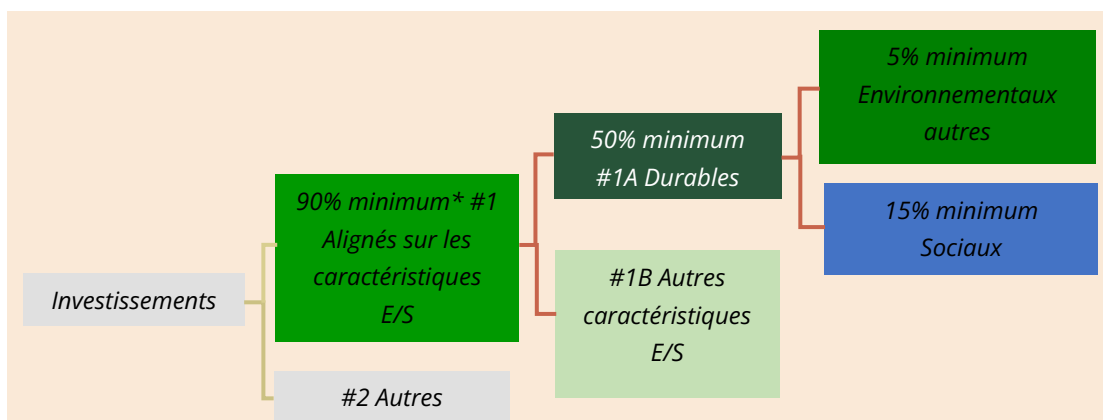 Investissements
90% minimum* #1
Alignés sur les
caractéristiques
E/S
#2 Autres
50% minimum
#1A Durables
#1B Autres
caractéristiques
E/S
5% minimum
Environnementaux
autres
15% minimum
Sociaux